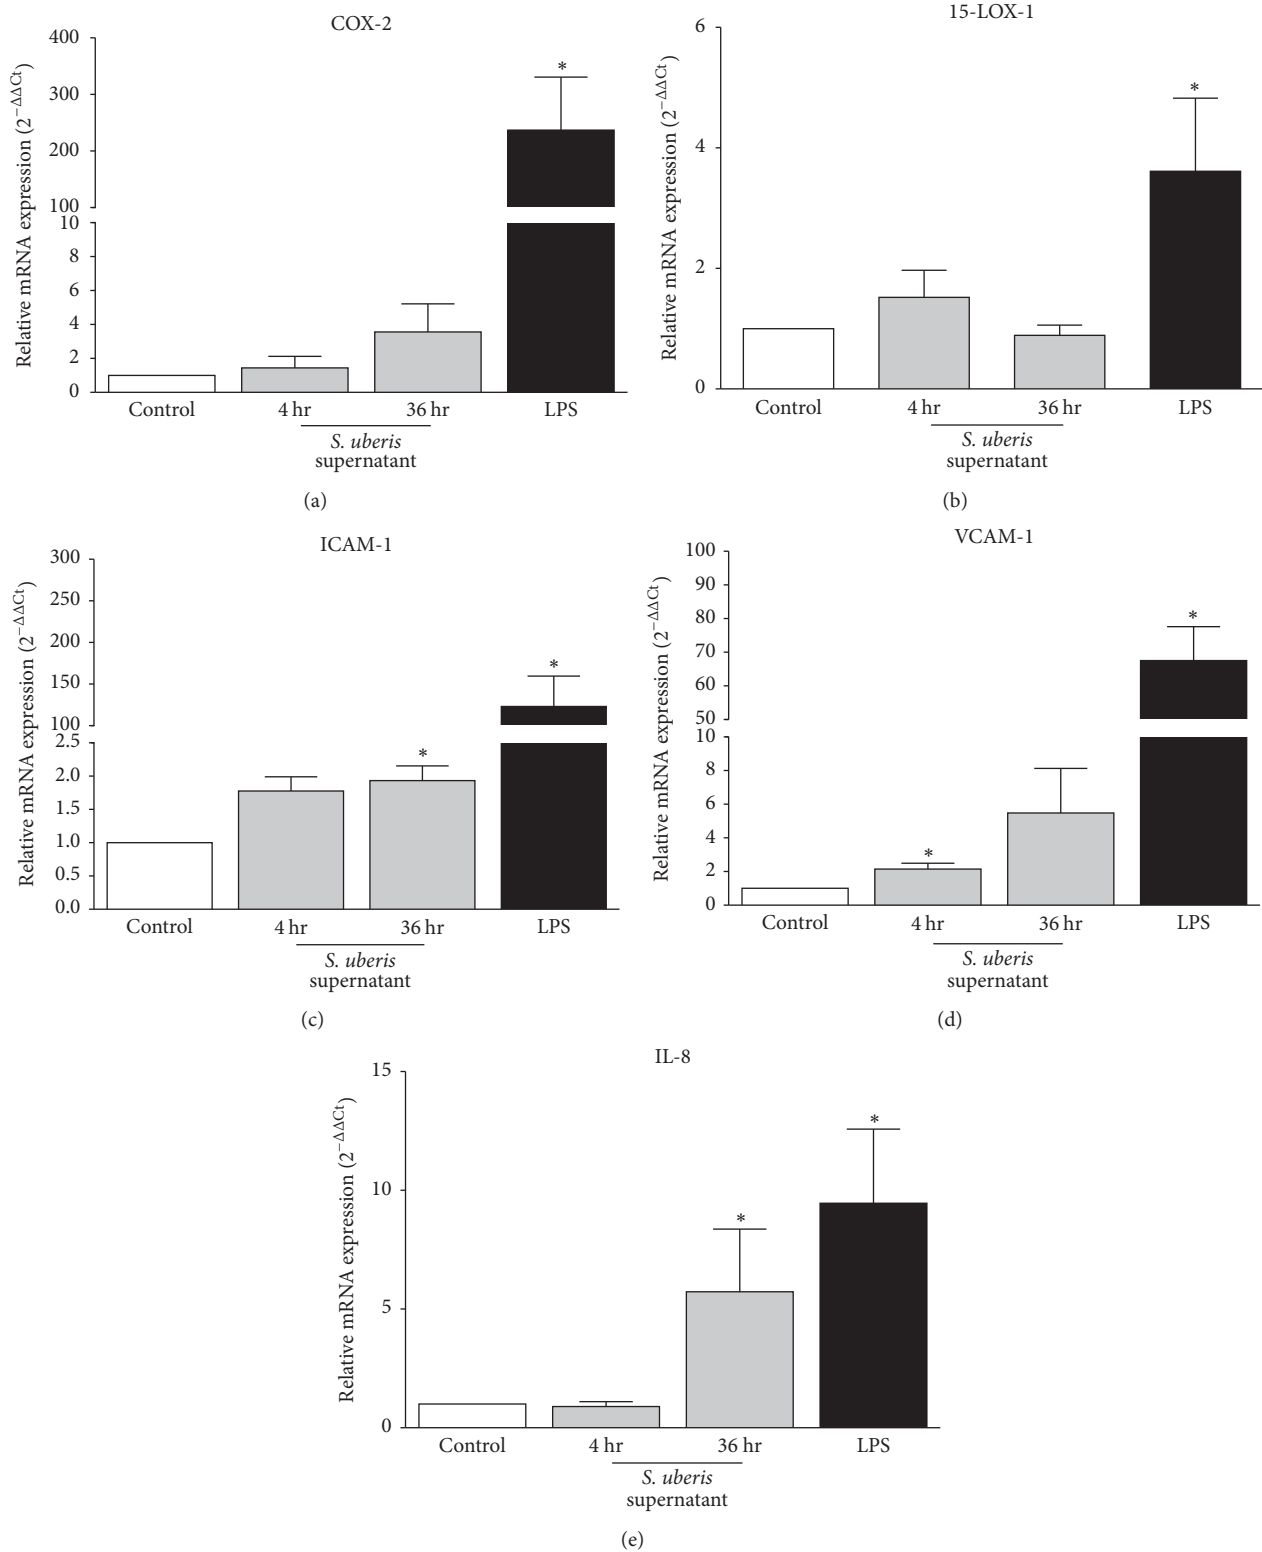 COX-2
Relative mRNA expression (2^−ΔΔCt)
400
300
200
100
10
8
6
4
2
0
*
Control 4 hr 36 hr LPS
S. uberis
supernatant
(a)
15-LOX-1
Relative mRNA expression (2^−ΔΔCt)
6
4
2
0
*
Control 4 hr 36 hr LPS
S. uberis
supernatant
(b)
ICAM-1
Relative mRNA expression (2^−ΔΔCt)
300
250
200
150
100
2.5
2.0
1.5
1.0
0.5
0.0
* *
Control 4 hr 36 hr LPS
S. uberis
supernatant
(c)
VCAM-1
Relative mRNA expression (2^−ΔΔCt)
100
90
80
70
60
50
10
8
6
4
2
0
* *
Control 4 hr 36 hr LPS
S. uberis
supernatant
(d)
IL-8
Relative mRNA expression (2^−ΔΔCt)
15
10
5
0
* *
Control 4 hr 36 hr LPS
S. uberis
supernatant
(e)